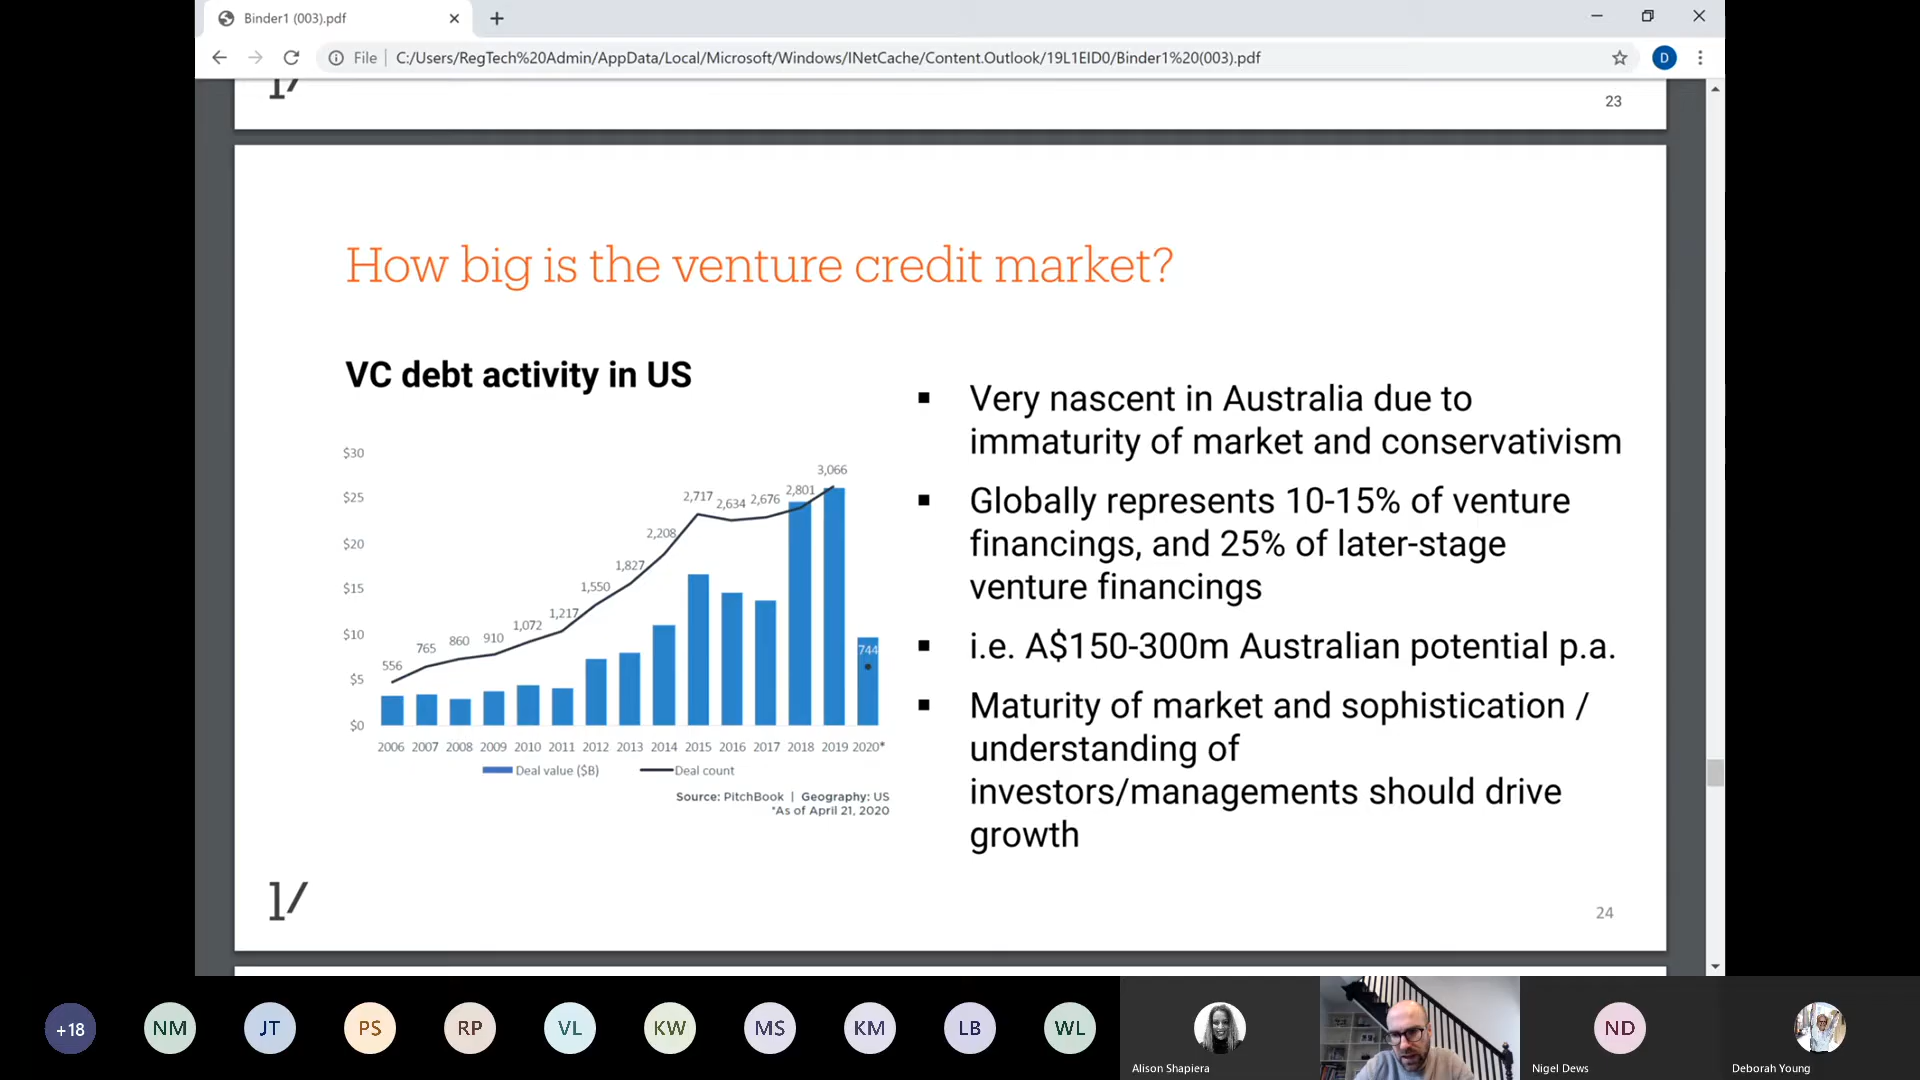 Binder1 (003).pdf
File
C:/Users/RegTech%20Admin/AppData/Local/Microsoft/Windows/INetCache/Content.Outlook/19L1EID0/Binder1%20(003).pdf
D
23
How big is the venture credit market?
VC debt activity in US
$30
$25
$20
$15
$10
$5
$0
556
765
860
910
1,072
1,217
1,550
1,827
2,208
2,717
2,634
2,676
2,801
3,066
744
2006 2007 2008 2009 2010 2011 2012 2013 2014 2015 2016 2017 2018 2019 2020*
Deal value ($B)
Deal count
Source: PitchBook | Geography: US
*As of April 21, 2020
▪ Very nascent in Australia due to
immaturity of market and conservativism
▪ Globally represents 10-15% of venture
financings, and 25% of later-stage
venture financings
▪ i.e. A$150-300m Australian potential p.a.
▪ Maturity of market and sophistication /
understanding of
investors/managements should drive
growth
1/
24
+18
NM
JT
PS
RP
VL
KW
MS
KM
LB
WL
Alison Shapiera
ND
Nigel Dews
Deborah Young